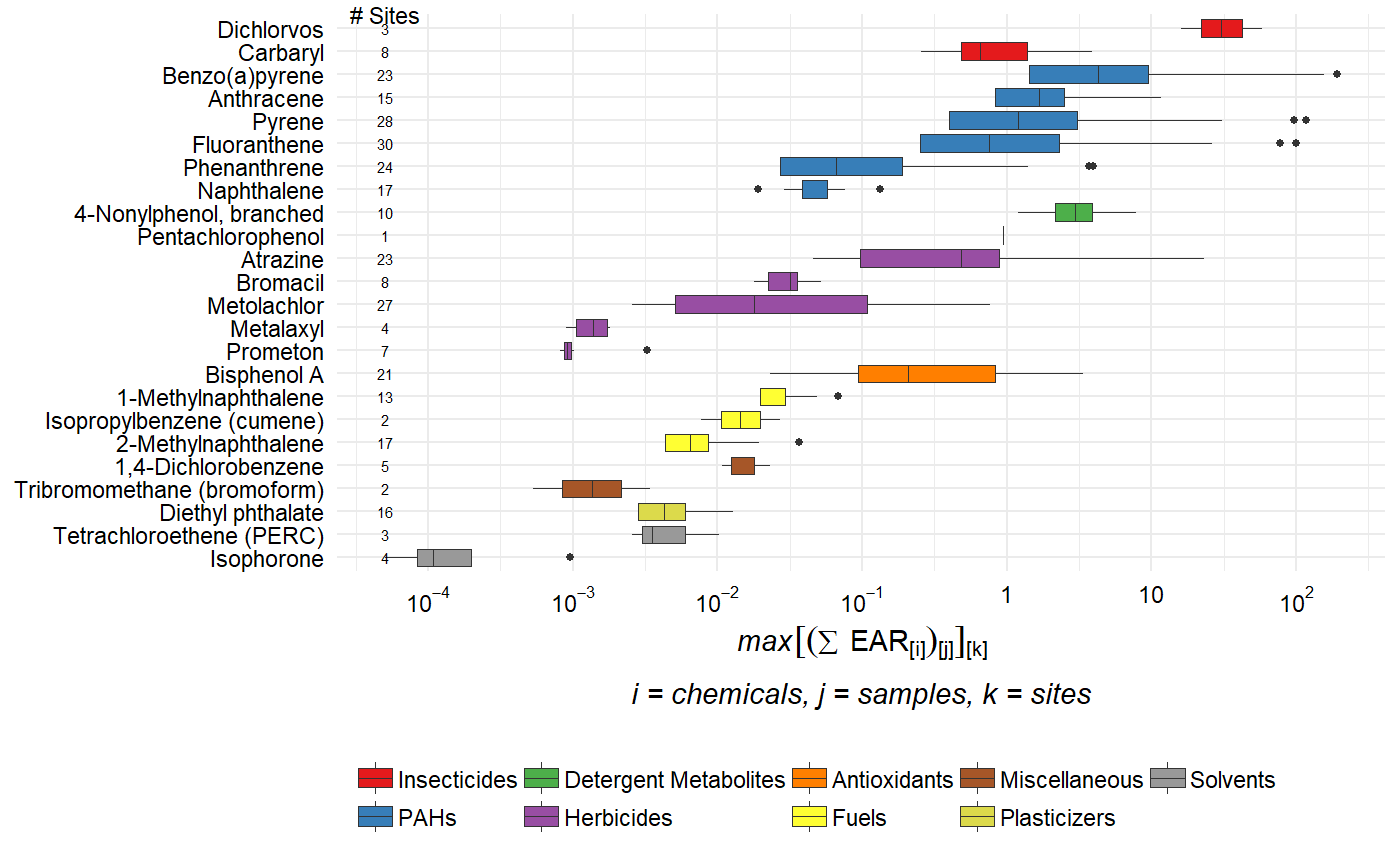 # Sites
Dichlorvos 3
Carbaryl 8
Benzo(a)pyrene 23
Anthracene 15
Pyrene 28
Fluoranthene 30
Phenanthrene 24
Naphthalene 17
4-Nonylphenol, branched 10
Pentachlorophenol 1
Atrazine 23
Bromacil 8
Metolachlor 27
Metalaxyl 4
Prometon 7
Bisphenol A 21
1-Methylnaphthalene 13
Isopropylbenzene (cumene) 2
2-Methylnaphthalene 17
1,4-Dichlorobenzene 5
Tribromomethane (bromoform) 2
Diethyl phthalate 16
Tetrachloroethene (PERC) 3
Isophorone 4
10⁻⁴ 10⁻³ 10⁻² 10⁻¹ 1 10 10²
max[(∑ EAR[i])[j]][k]
i = chemicals, j = samples, k = sites
Insecticides Detergent Metabolites Antioxidants Miscellaneous Solvents
PAHs Herbicides Fuels Plasticizers